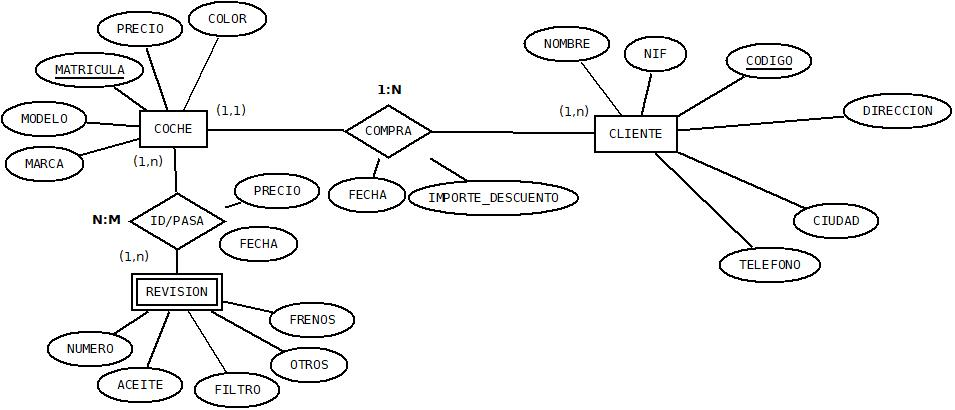 COLOR
PRECIO
NOMBRE
NIF
CODIGO
MATRICULA
1:N
MODELO
(1,1)
(1,n)
DIRECCION
COCHE
COMPRA
CLIENTE
MARCA
(1,n)
PRECIO
FECHA
IMPORTE_DESCUENTO
N:M
ID/PASA
CIUDAD
FECHA
(1,n)
TELEFONO
REVISION
FRENOS
NUMERO
OTROS
ACEITE
FILTRO